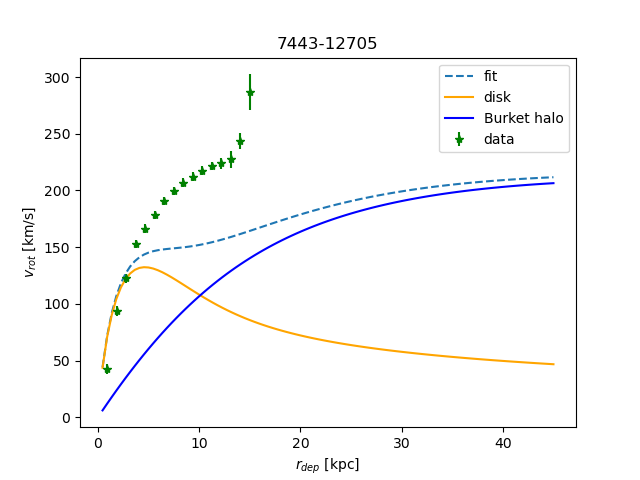 7443-12705
300
250
200
150
100
50
0
v_rot [km/s]
0 10 20 30 40
r_dep [kpc]
fit
disk
Burket halo
data